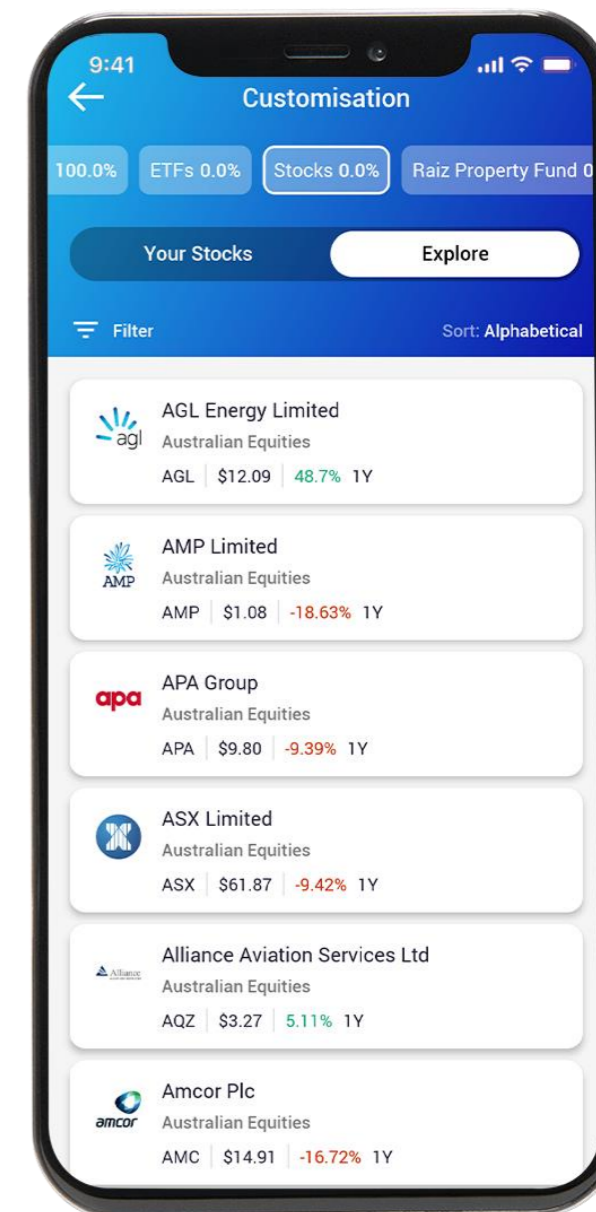 9:41
Customisation
100.0% ETFs 0.0% Stocks 0.0% Raiz Property Fund 0
Your Stocks Explore
Filter Sort: Alphabetical
agl
AGL Energy Limited
Australian Equities
AGL $12.09 48.7% 1Y
AMP
AMP Limited
Australian Equities
AMP $1.08 -18.63% 1Y
apa
APA Group
Australian Equities
APA $9.80 -9.39% 1Y
ASX Limited
Australian Equities
ASX $61.87 -9.42% 1Y
Alliance
Alliance Aviation Services Ltd
Australian Equities
AQZ $3.27 5.11% 1Y
amcor
Amcor Plc
Australian Equities
AMC $14.91 -16.72% 1Y